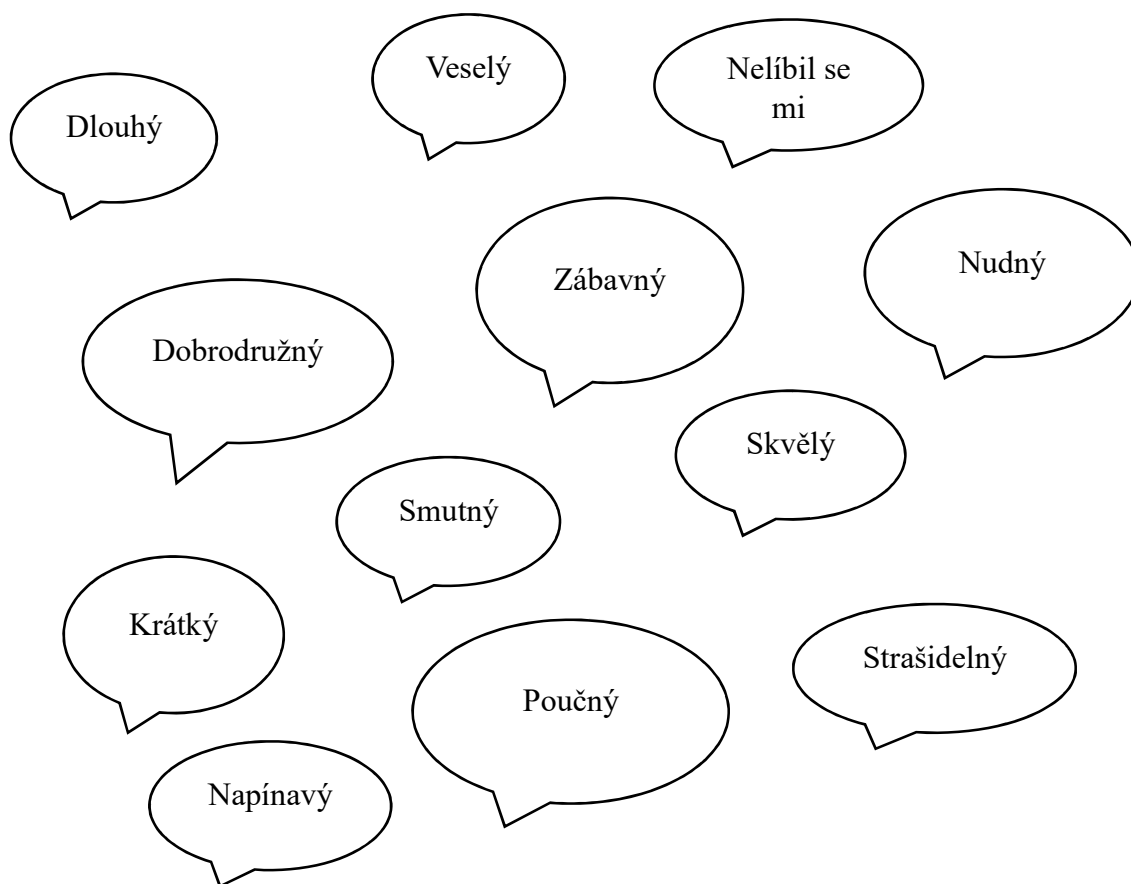 Veselý
Nelíbil se
mi
Dlouhý
Nudný
Zábavný
Dobrodružný
Skvělý
Smutný
Krátký
Strašidelný
Poučný
Napínavý